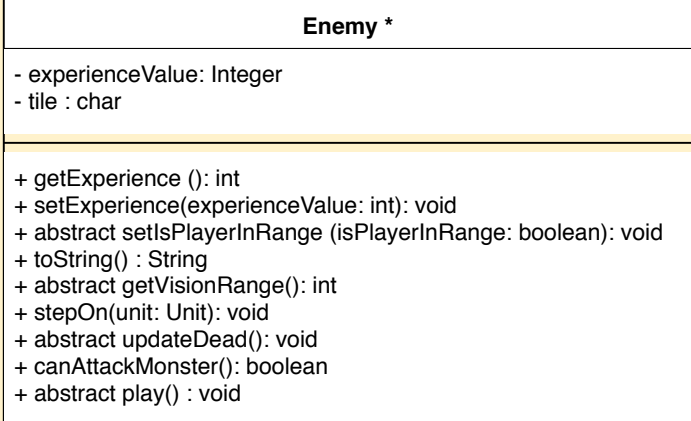 Enemy *
- experienceValue: Integer
- tile : char
+ getExperience (): int
+ setExperience(experienceValue: int): void
+ abstract setIsPlayerInRange (isPlayerInRange: boolean): void
+ toString() : String
+ abstract getVisionRange(): int
+ stepOn(unit: Unit): void
+ abstract updateDead(): void
+ canAttackMonster(): boolean
+ abstract play() : void